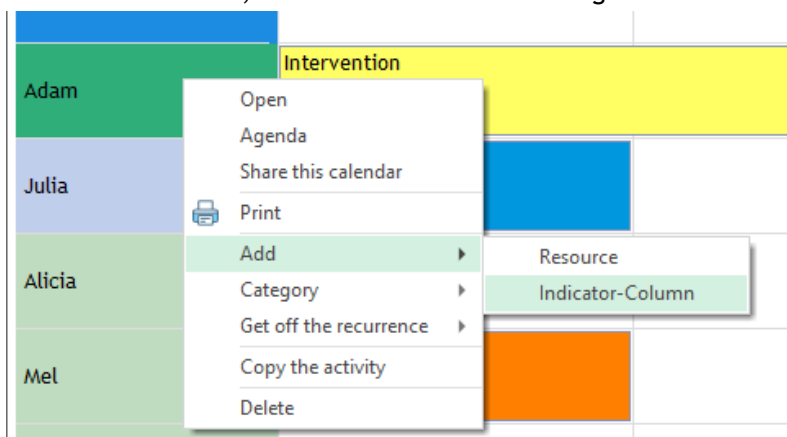 Intervention
Adam
Open
Agenda
Share this calendar
Julia
Print
Add
Resource
Alicia
Category
Indicator-Column
Get off the recurrence
Mel
Copy the activity
Delete